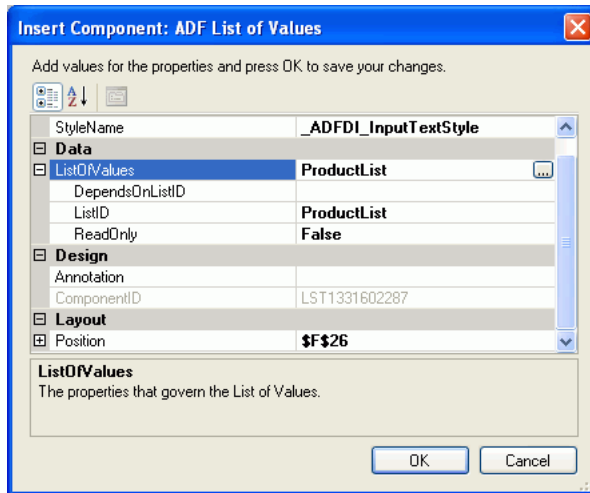 Insert Component: ADF List of Values
Add values for the properties and press OK to save your changes.
StyleName _ADFDI_InputTextStyle
Data
ListOfValues ProductList ...
DependsOnListID
ListID ProductList
ReadOnly False
Design
Annotation
ComponentID LST1331602287
Layout
Position $F$26
ListOfValues
The properties that govern the List of Values.
OK Cancel